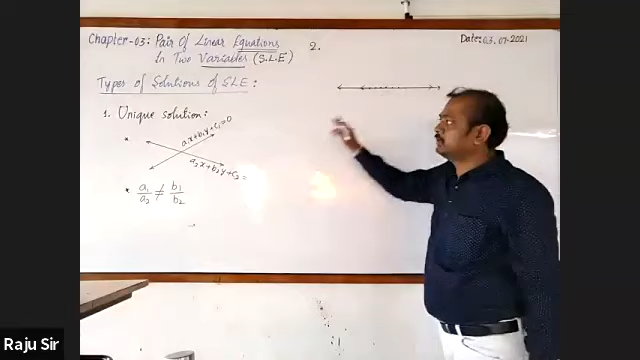 Chapter-03: Pair Of Linear Equations
In Two Variables (S.L.E)
Date: 03.07.2021
Types of Solutions of SLE:
1. Unique solution:
* a₁x+b₁y+c₁=0
a₂x+b₂y+c₂=
* a₁/a₂ ≠ b₁/b₂
2.
Raju Sir